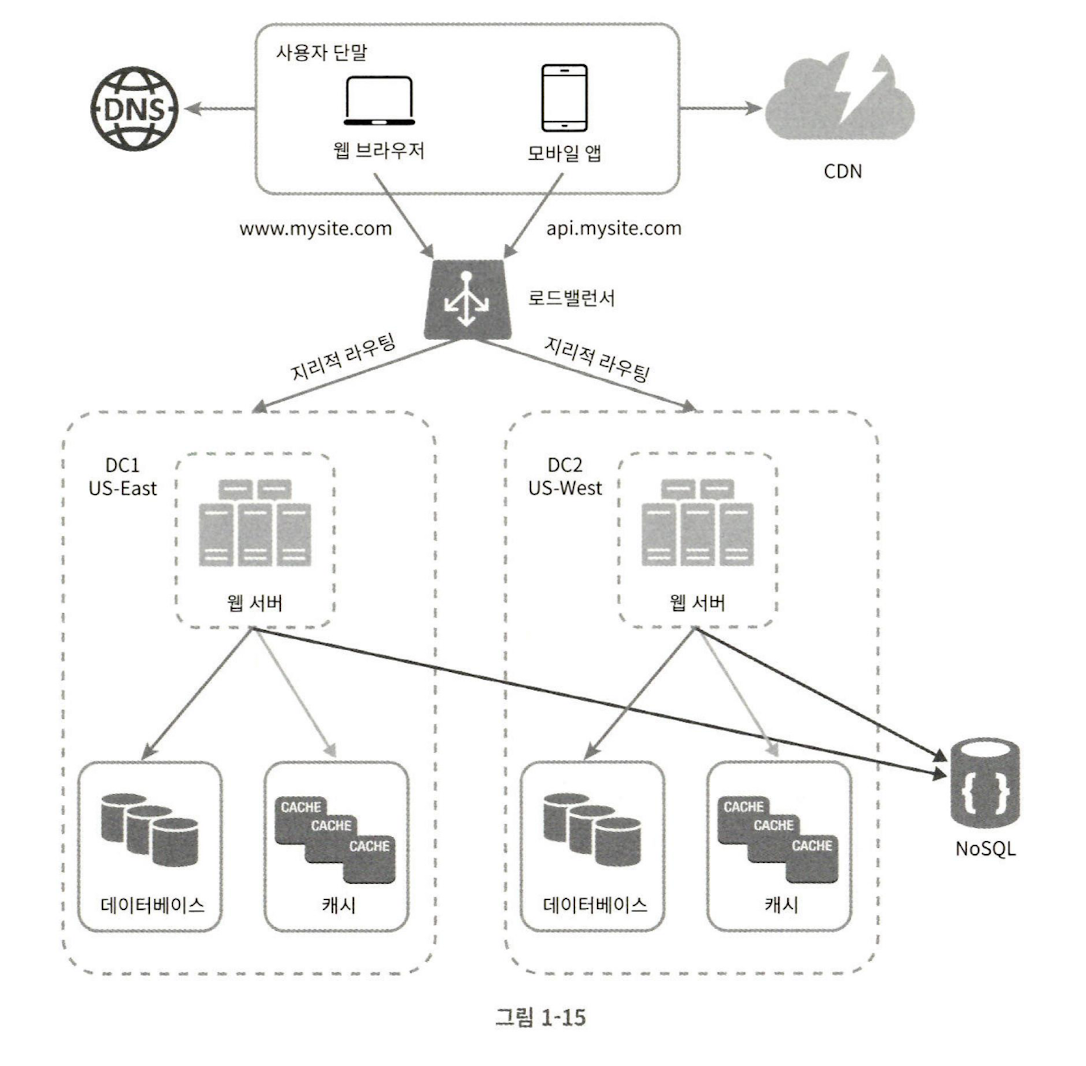 사용자 단말
DNS
웹 브라우저
모바일 앱
CDN
www.mysite.com
api.mysite.com
로드밸런서
지리적 라우팅
지리적 라우팅
DC1
US-East
웹 서버
DC2
US-West
웹 서버
데이터베이스
CACHE
CACHE
CACHE
캐시
데이터베이스
CACHE
CACHE
CACHE
캐시
{ }
NoSQL
그림 1-15